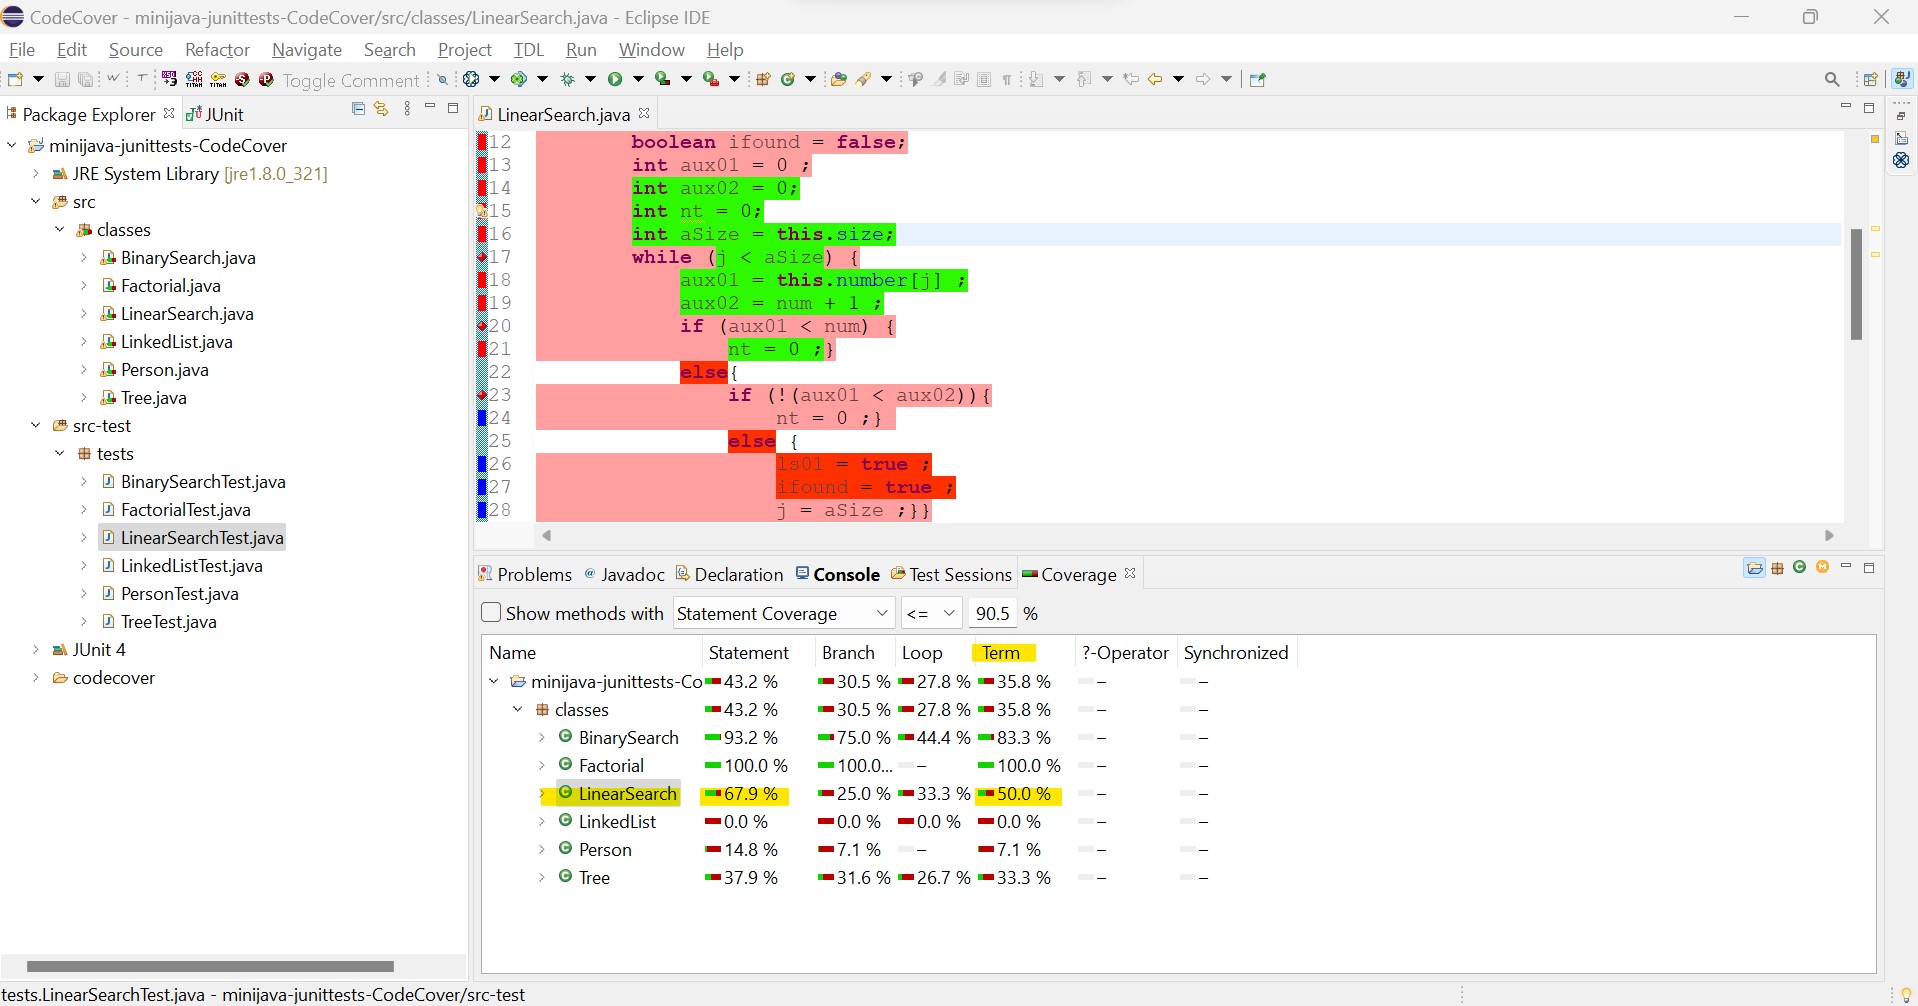 CodeCover - minijava-junittests-CodeCover/src/classes/LinearSearch.java - Eclipse IDE
File Edit Source Refactor Navigate Search Project TDL Run Window Help
Toggle Comment
Package Explorer JUnit
minijava-junittests-CodeCover
JRE System Library [jre1.8.0_321]
src
classes
BinarySearch.java
Factorial.java
LinearSearch.java
LinkedList.java
Person.java
Tree.java
src-test
tests
BinarySearchTest.java
FactorialTest.java
LinearSearchTest.java
LinkedListTest.java
PersonTest.java
TreeTest.java
JUnit 4
codecover
LinearSearch.java
12 boolean ifound = false;
13 int aux01 = 0 ;
14 int aux02 = 0;
15 int nt = 0;
16 int aSize = this.size;
17 while (j < aSize) {
18 aux01 = this.number[j] ;
19 aux02 = num + 1 ;
20 if (aux01 < num) {
21 nt = 0 ;}
22 else{
23 if (!(aux01 < aux02)){
24 nt = 0 ;}
25 else {
26 ls01 = true ;
27 ifound = true ;
28 j = aSize ;}}
Problems @ Javadoc Declaration Console Test Sessions Coverage
Show methods with Statement Coverage <= 90.5 %
Name Statement Branch Loop Term ?-Operator Synchronized
minijava-junittests-Co 43.2 % 30.5 % 27.8 % 35.8 % – –
classes 43.2 % 30.5 % 27.8 % 35.8 % – –
BinarySearch 93.2 % 75.0 % 44.4 % 83.3 % – –
Factorial 100.0 % 100.0... – 100.0 % – –
LinearSearch 67.9 % 25.0 % 33.3 % 50.0 % – –
LinkedList 0.0 % 0.0 % 0.0 % 0.0 % – –
Person 14.8 % 7.1 % – 7.1 % – –
Tree 37.9 % 31.6 % 26.7 % 33.3 % – –
tests.LinearSearchTest.java - minijava-junittests-CodeCover/src-test